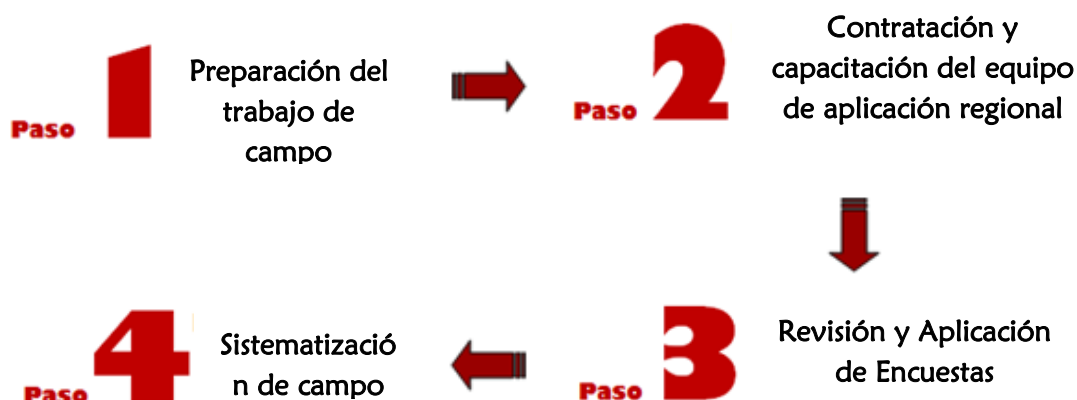 Paso 1
Preparación del
trabajo de
campo
Paso 2
Contratación y
capacitación del equipo
de aplicación regional
Paso 3
Revisión y Aplicación
de Encuestas
Paso 4
Sistematizació
n de campo